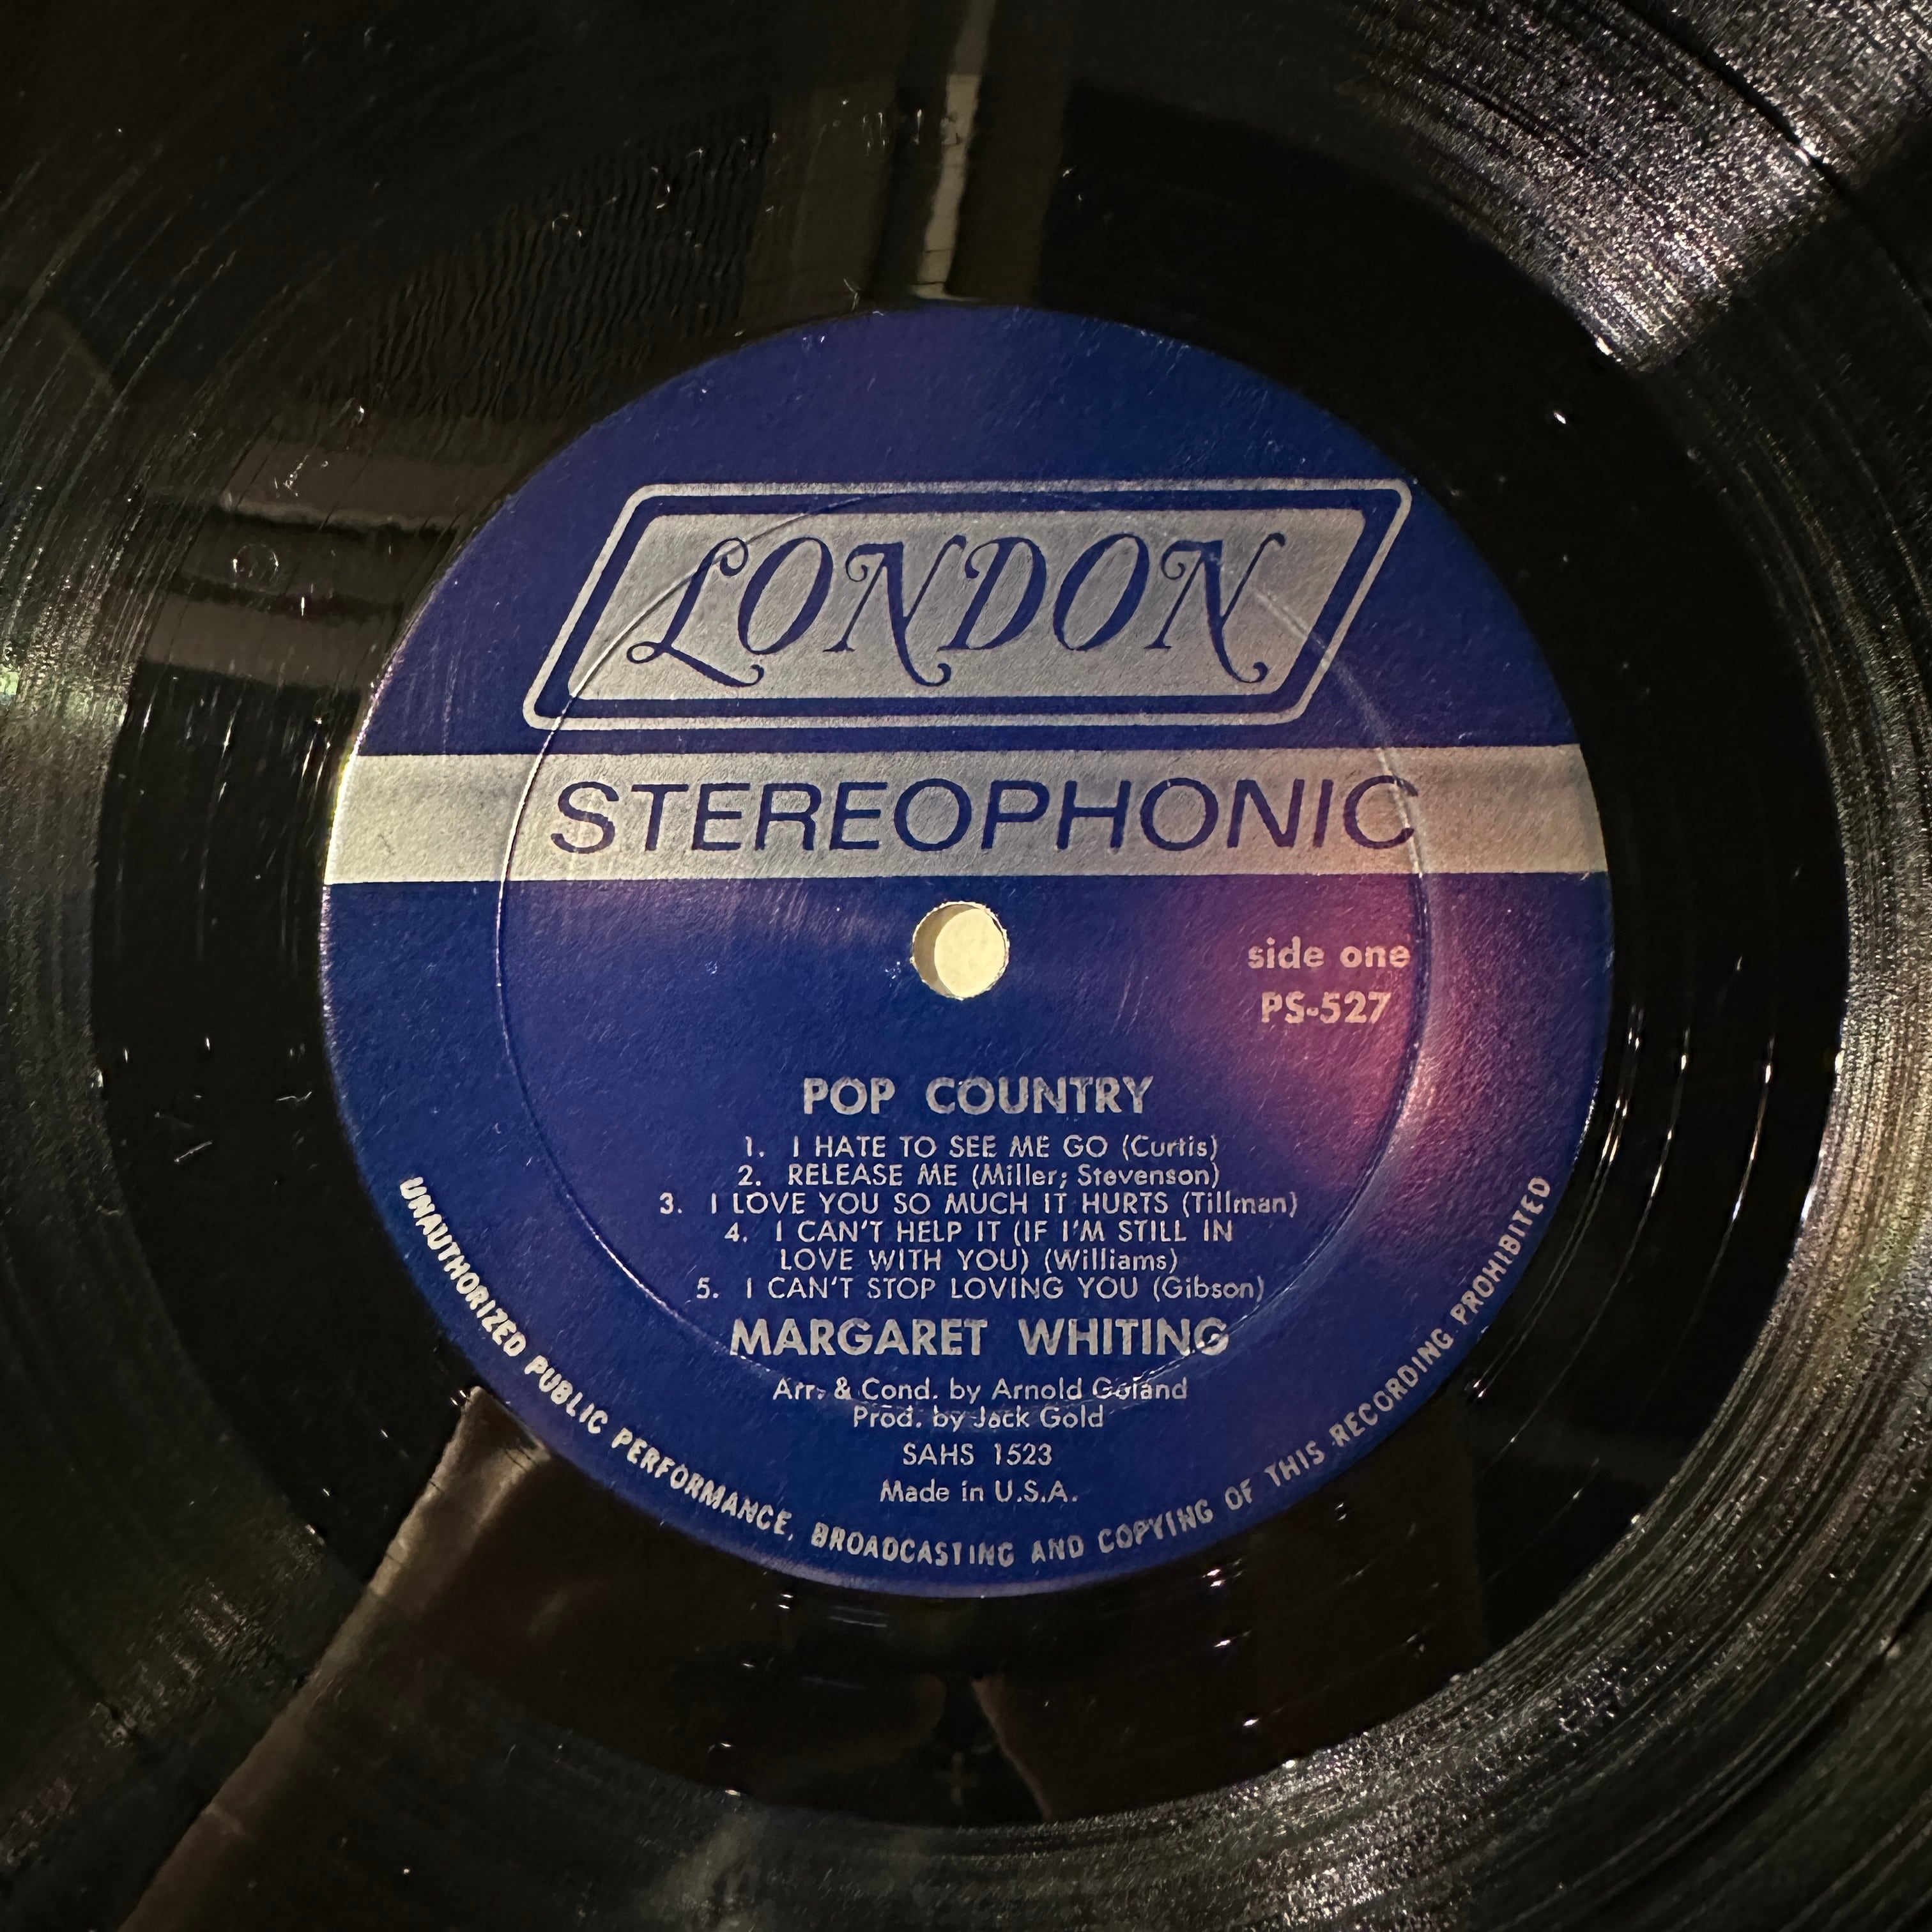 LONDON
STEREOPHONIC
side one
PS-527
POP COUNTRY
1. I HATE TO SEE ME GO (Curtis)
2. RELEASE ME (Miller; Stevenson)
3. I LOVE YOU SO MUCH IT HURTS (Tillman)
4. I CAN'T HELP IT (IF I'M STILL IN
LOVE WITH YOU) (Williams)
5. I CAN'T STOP LOVING YOU (Gibson)
MARGARET WHITING
Arr. & Cond. by Arnold Goland
Prod. by Jack Gold
SAHS 1523
Made in U.S.A.
UNAUTHORIZED PUBLIC PERFORMANCE, BROADCASTING AND COPYING OF THIS RECORDING PROHIBITED